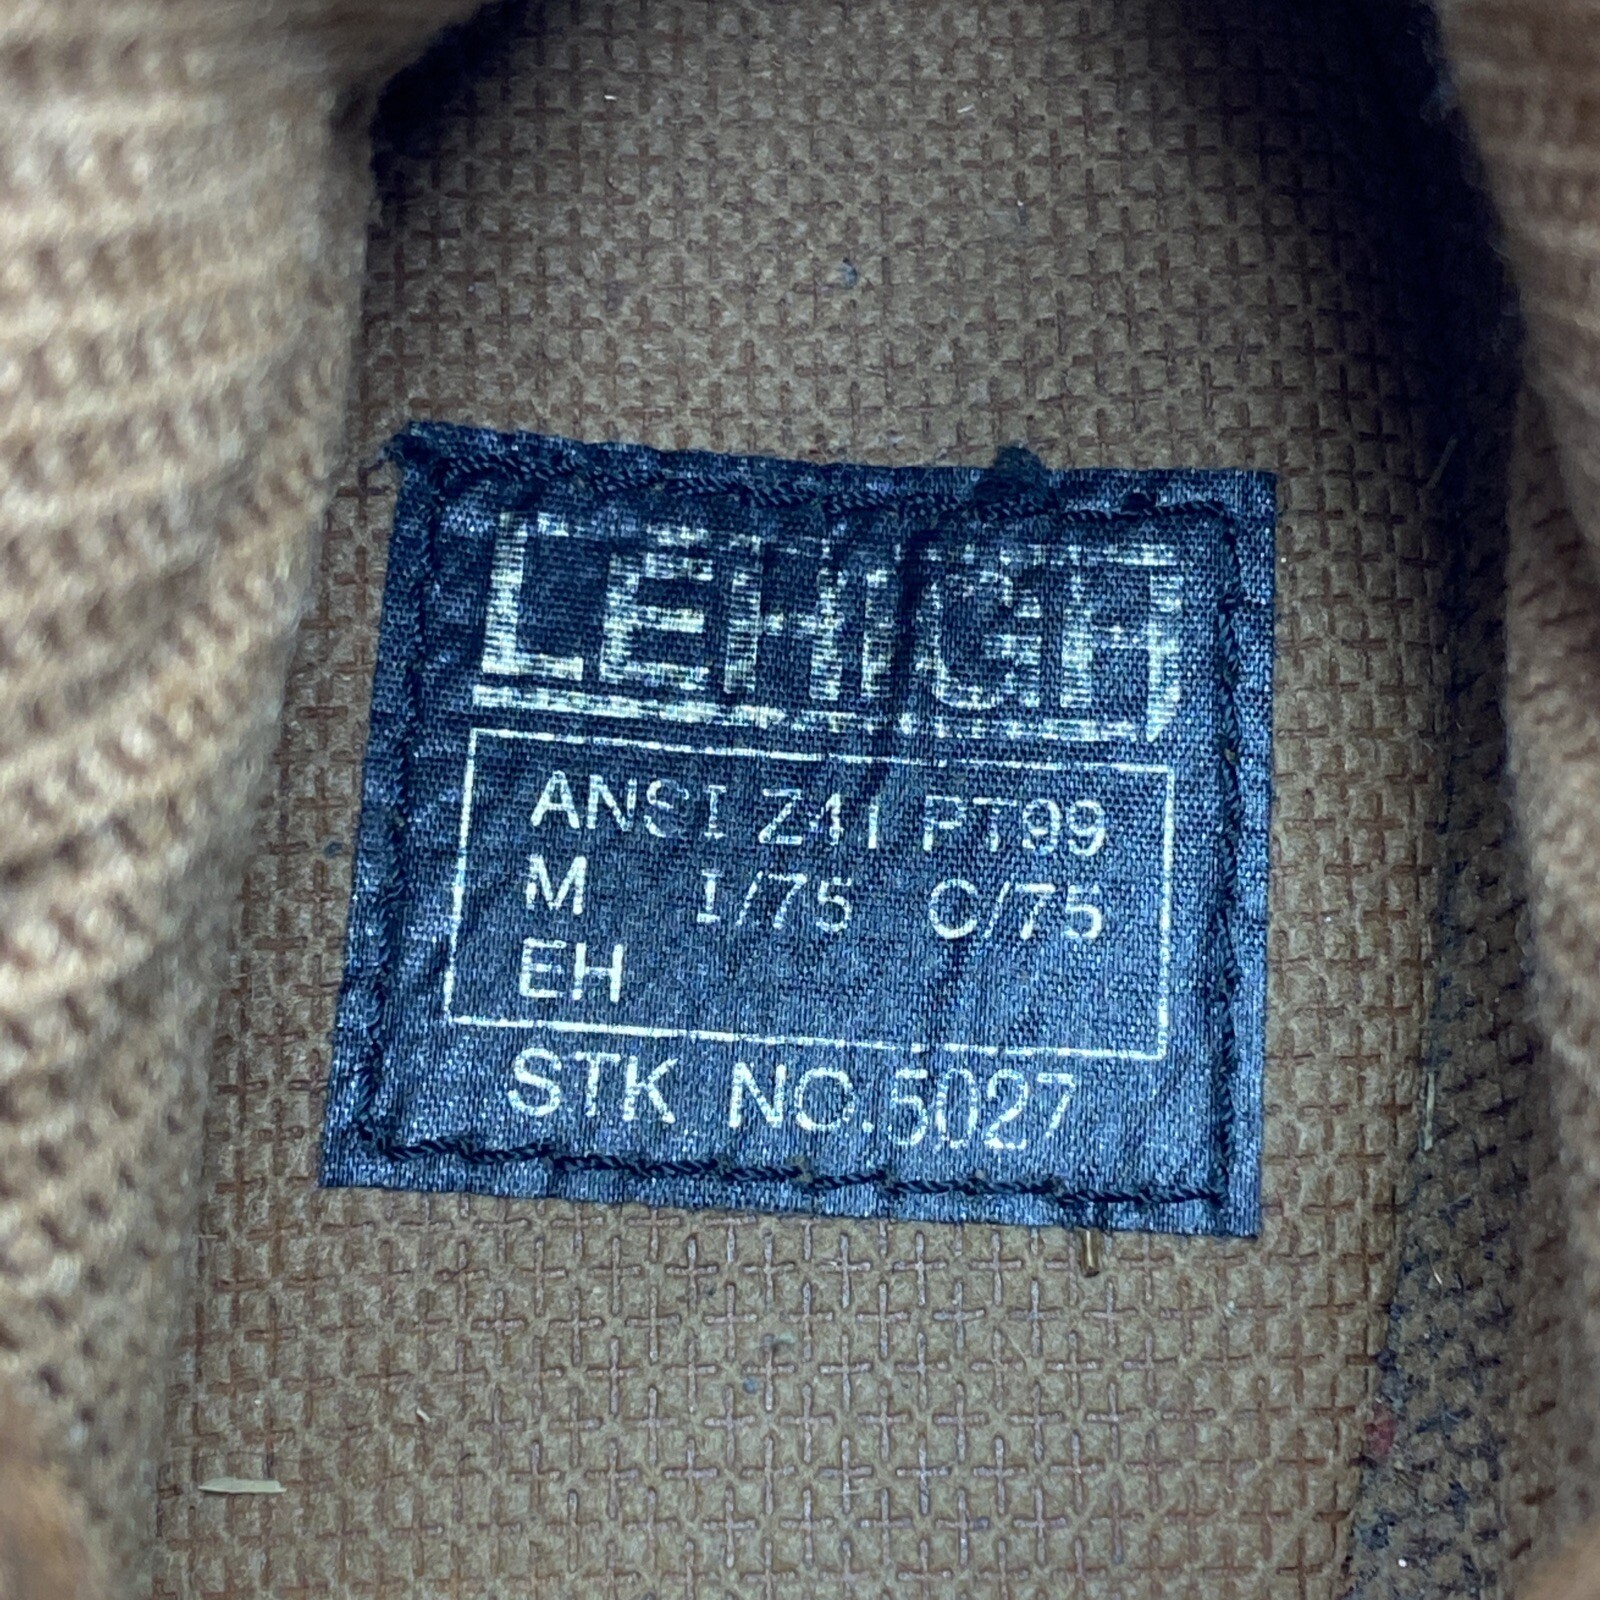 LEHIGH
ANSI Z41 PT99
M I/75 C/75
EH
STK NO.5027